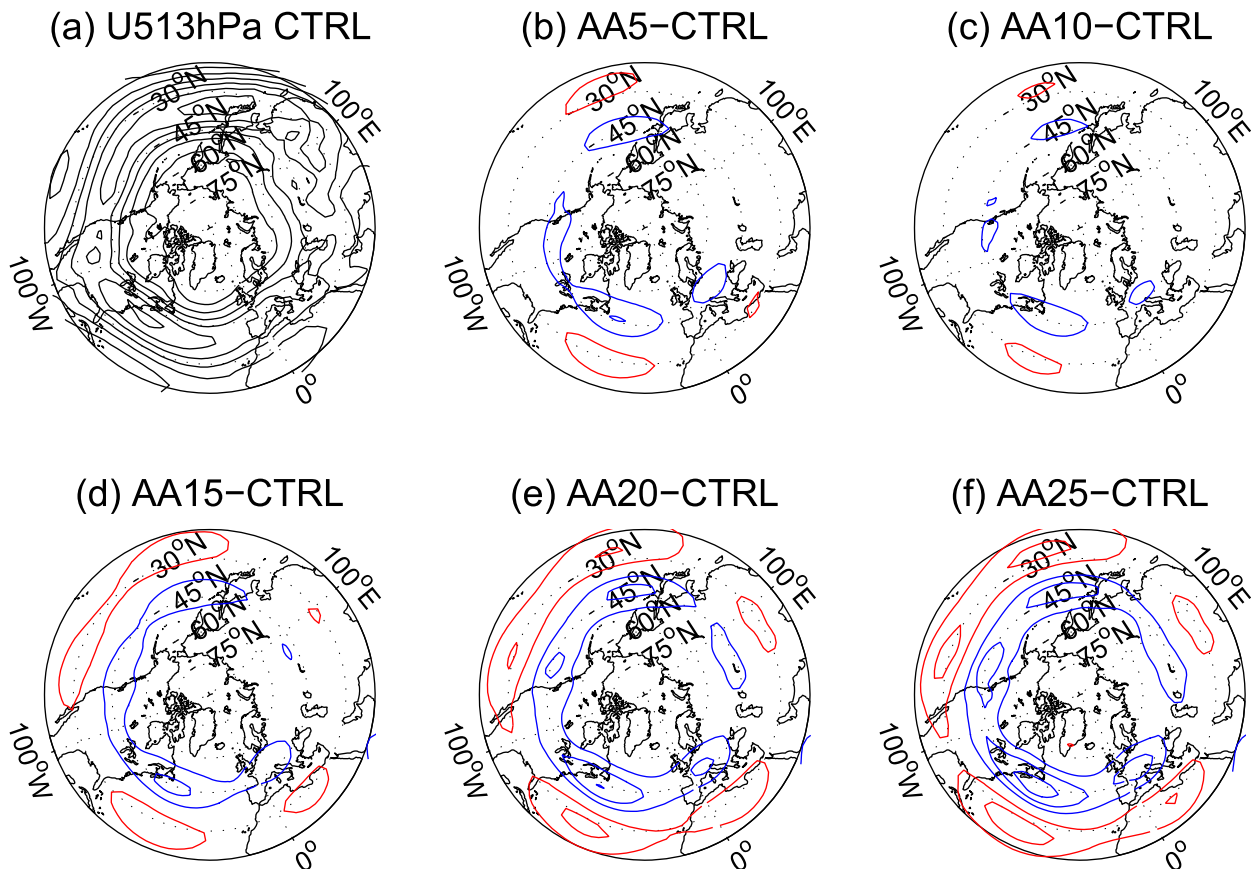 (a) U513hPa CTRL
(b) AA5−CTRL
(c) AA10−CTRL
30°N
45°N
60°N
75°N
100°E
100°W
0°
30°N
45°N
60°N
75°N
100°E
100°W
0°
30°N
45°N
60°N
75°N
100°E
100°W
0°
(d) AA15−CTRL
(e) AA20−CTRL
(f) AA25−CTRL
30°N
45°N
60°N
75°N
100°E
100°W
0°
30°N
45°N
60°N
75°N
100°E
100°W
0°
30°N
45°N
60°N
75°N
100°E
100°W
0°